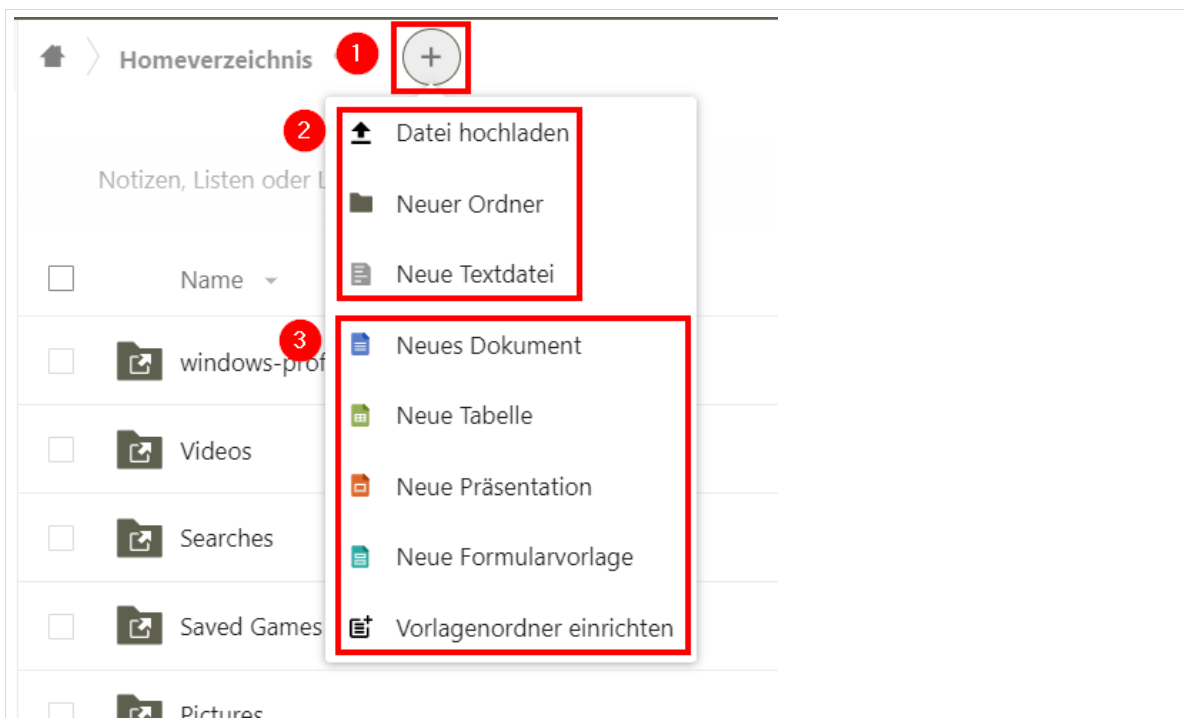 Homeverzeichnis 1 +
2 Datei hochladen
Notizen, Listen oder
Neuer Ordner
Name
Neue Textdatei
3 Neues Dokument
windows-prof
Neue Tabelle
Videos
Neue Präsentation
Searches
Neue Formularvorlage
Saved Games
Vorlagenordner einrichten
Pictures